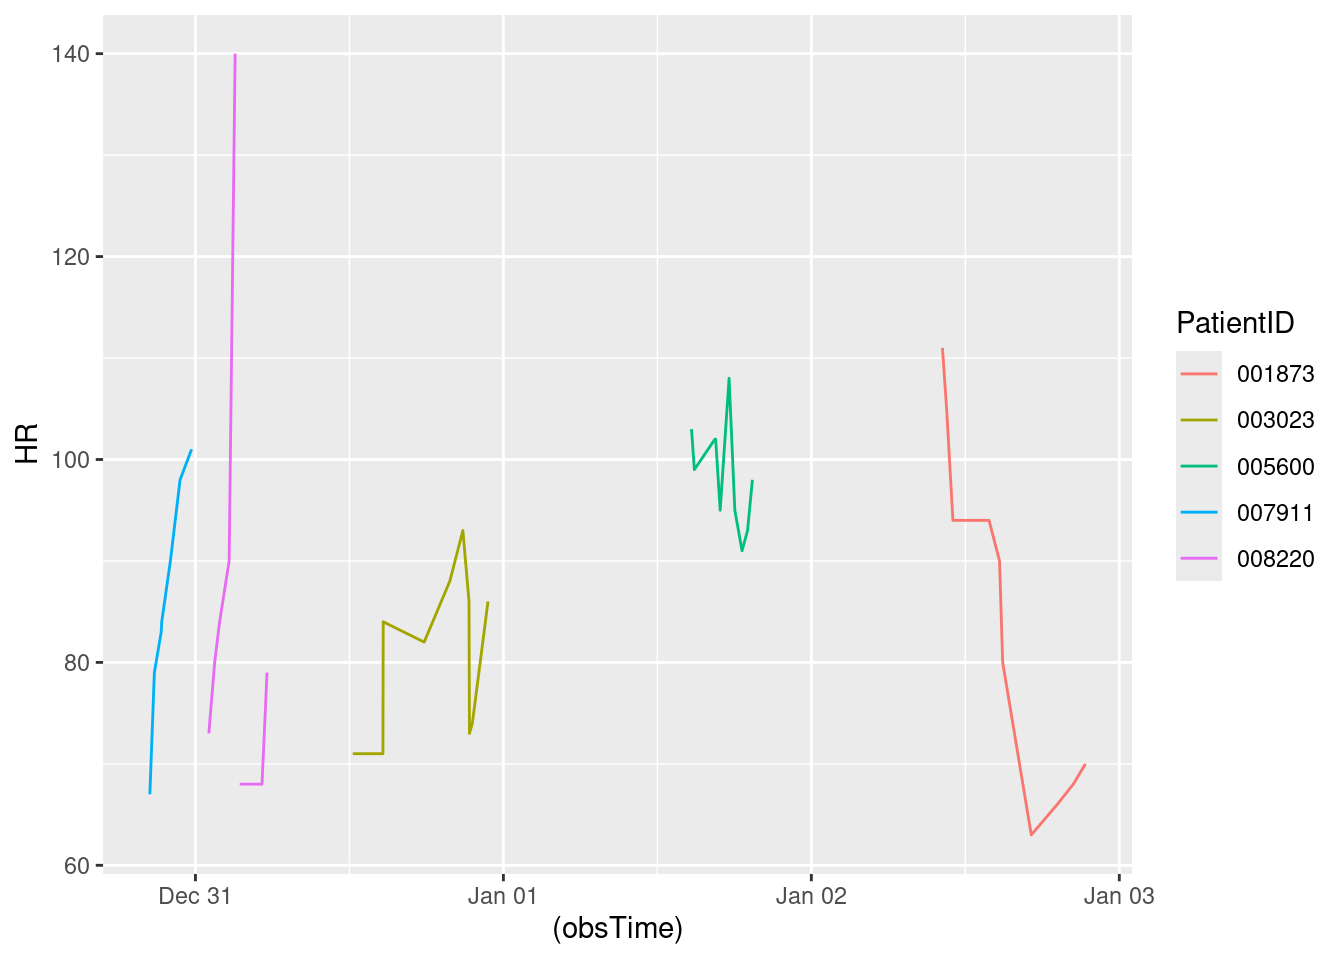 140
120
100
80
60
HR
Dec 31
Jan 01
Jan 02
Jan 03
(obsTime)
PatientID
001873
003023
005600
007911
008220